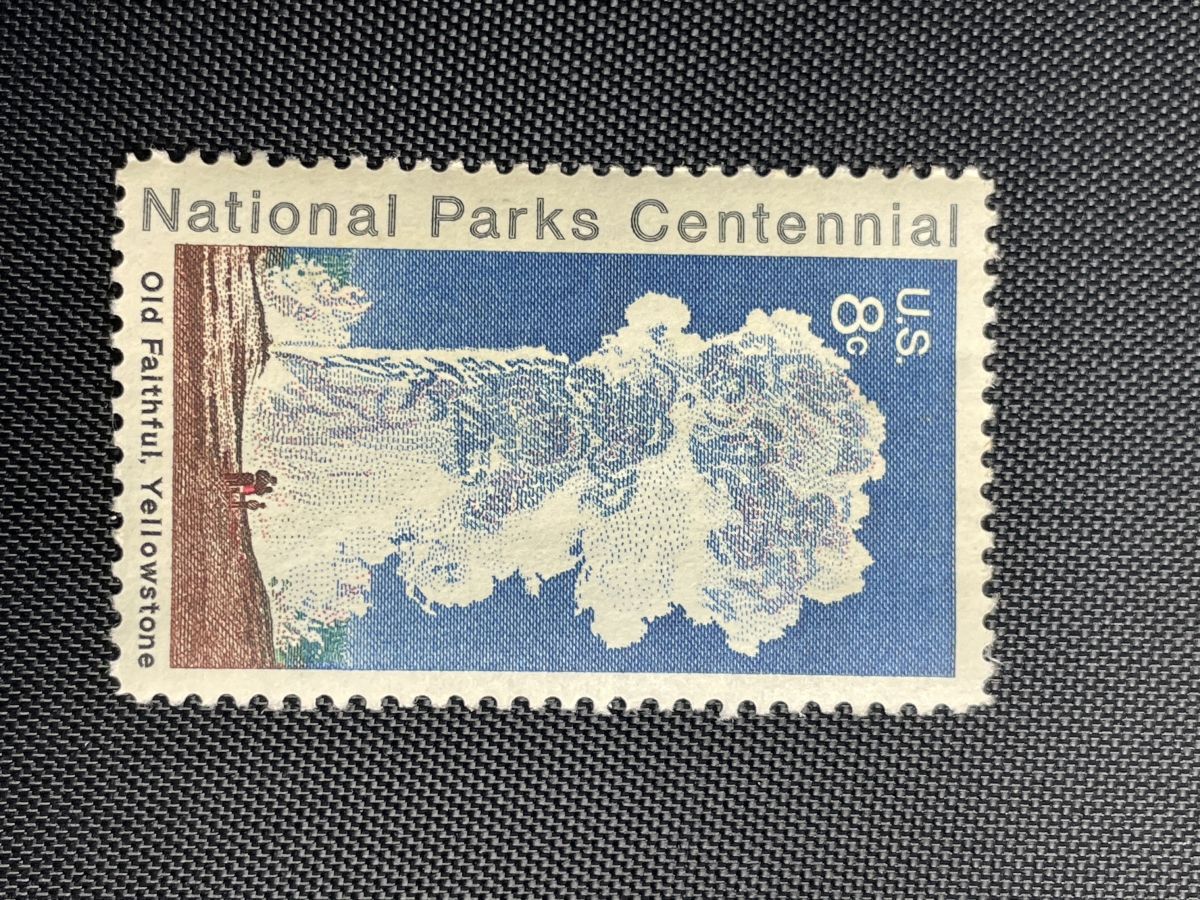 National Parks Centennial
U.S.
8c
Old Faithful, Yellowstone